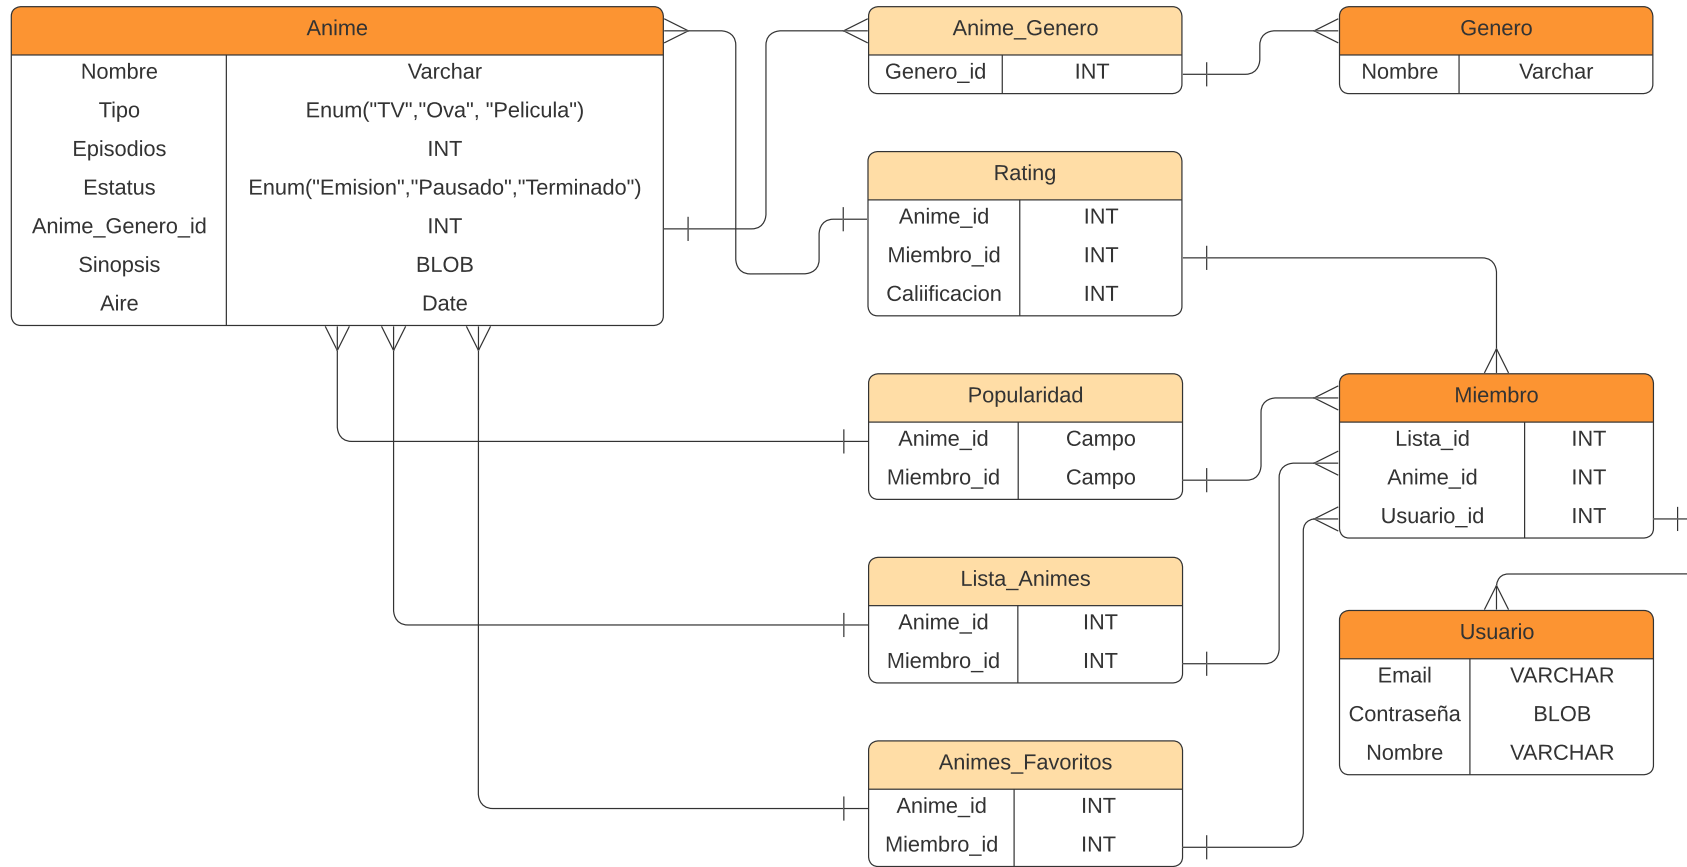 Anime
Nombre Varchar
Tipo Enum("TV","Ova", "Pelicula")
Episodios INT
Estatus Enum("Emision","Pausado","Terminado")
Anime_Genero_id INT
Sinopsis BLOB
Aire Date
Anime_Genero
Genero_id INT
Genero
Nombre Varchar
Rating
Anime_id INT
Miembro_id INT
Caliificacion INT
Popularidad
Anime_id Campo
Miembro_id Campo
Miembro
Lista_id INT
Anime_id INT
Usuario_id INT
Lista_Animes
Anime_id INT
Miembro_id INT
Usuario
Email VARCHAR
Contraseña BLOB
Nombre VARCHAR
Animes_Favoritos
Anime_id INT
Miembro_id INT